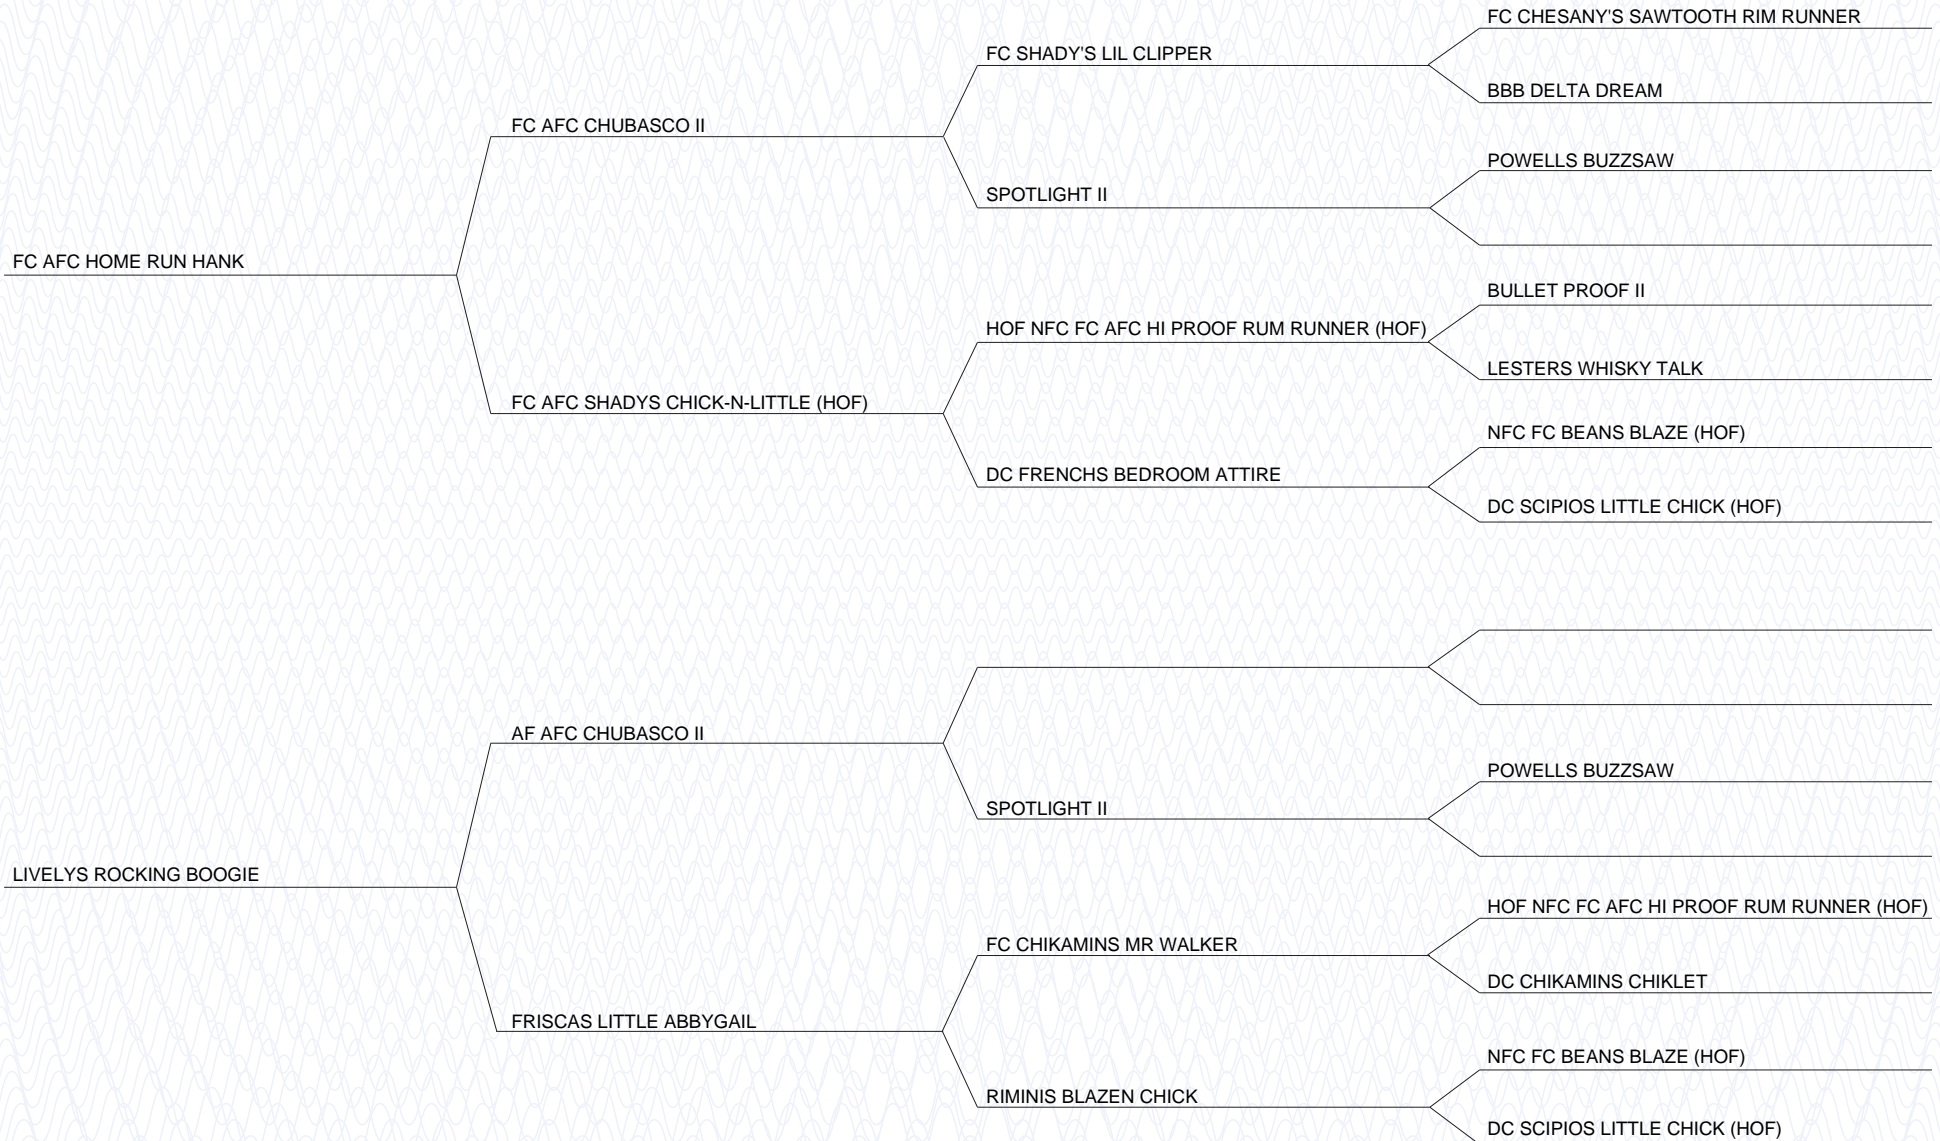 FC CHESANY'S SAWTOOTH RIM RUNNER
FC SHADY'S LIL CLIPPER
BBB DELTA DREAM
FC AFC CHUBASCO II
POWELLS BUZZSAW
SPOTLIGHT II
FC AFC HOME RUN HANK
BULLET PROOF II
HOF NFC FC AFC HI PROOF RUM RUNNER (HOF)
LESTERS WHISKY TALK
FC AFC SHADYS CHICK-N-LITTLE (HOF)
NFC FC BEANS BLAZE (HOF)
DC FRENCHS BEDROOM ATTIRE
DC SCIPIOS LITTLE CHICK (HOF)
AF AFC CHUBASCO II
POWELLS BUZZSAW
SPOTLIGHT II
LIVELYS ROCKING BOOGIE
HOF NFC FC AFC HI PROOF RUM RUNNER (HOF)
FC CHIKAMINS MR WALKER
DC CHIKAMINS CHIKLET
FRISCAS LITTLE ABBYGAIL
NFC FC BEANS BLAZE (HOF)
RIMINIS BLAZEN CHICK
DC SCIPIOS LITTLE CHICK (HOF)